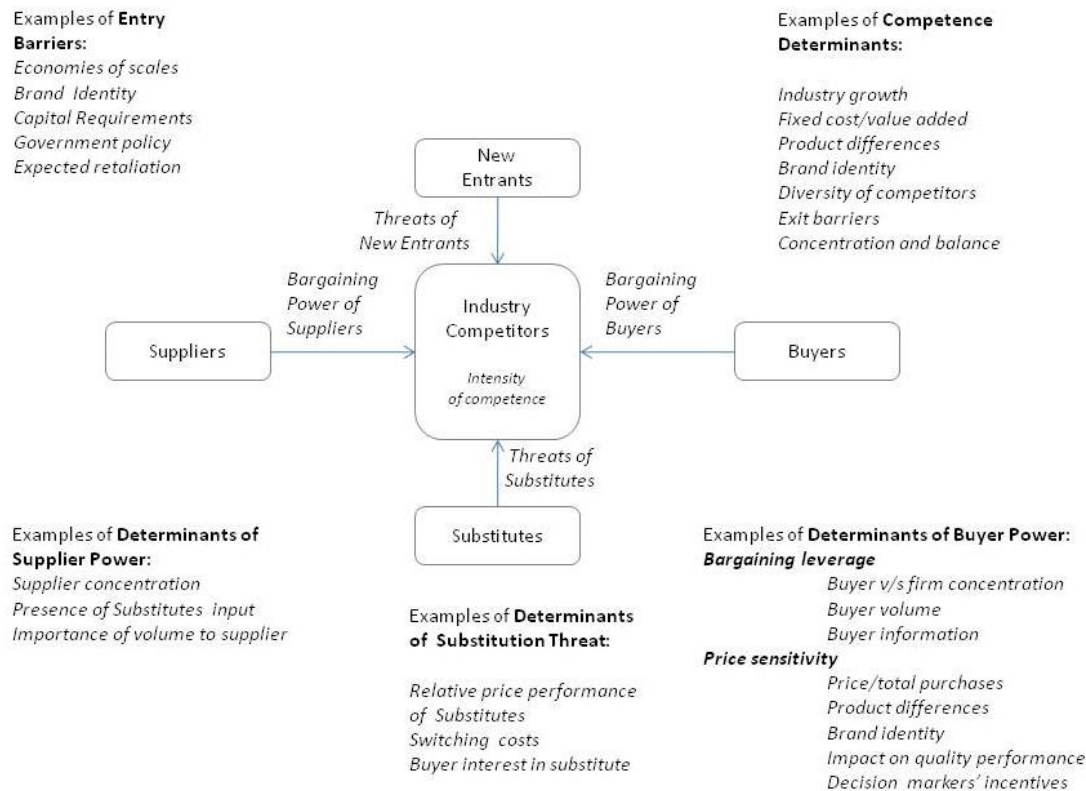 Examples of Entry
Barriers:
Economies of scales
Brand Identity
Capital Requirements
Government policy
Expected retaliation
Examples of Competence
Determinants:
Industry growth
Fixed cost/value added
Product differences
Brand identity
Diversity of competitors
Exit barriers
Concentration and balance
New
Entrants
Threats of
New Entrants
Bargaining
Power of
Suppliers
Bargaining
Power of
Buyers
Suppliers
Industry
Competitors
Intensity
of competence
Buyers
Threats of
Substitutes
Substitutes
Examples of Determinants of
Supplier Power:
Supplier concentration
Presence of Substitutes input
Importance of volume to supplier
Examples of Determinants
of Substitution Threat:
Relative price performance
of Substitutes
Switching costs
Buyer interest in substitute
Examples of Determinants of Buyer Power:
Bargaining leverage
Buyer v/s firm concentration
Buyer volume
Buyer information
Price sensitivity
Price/total purchases
Product differences
Brand identity
Impact on quality performance
Decision markers’ incentives